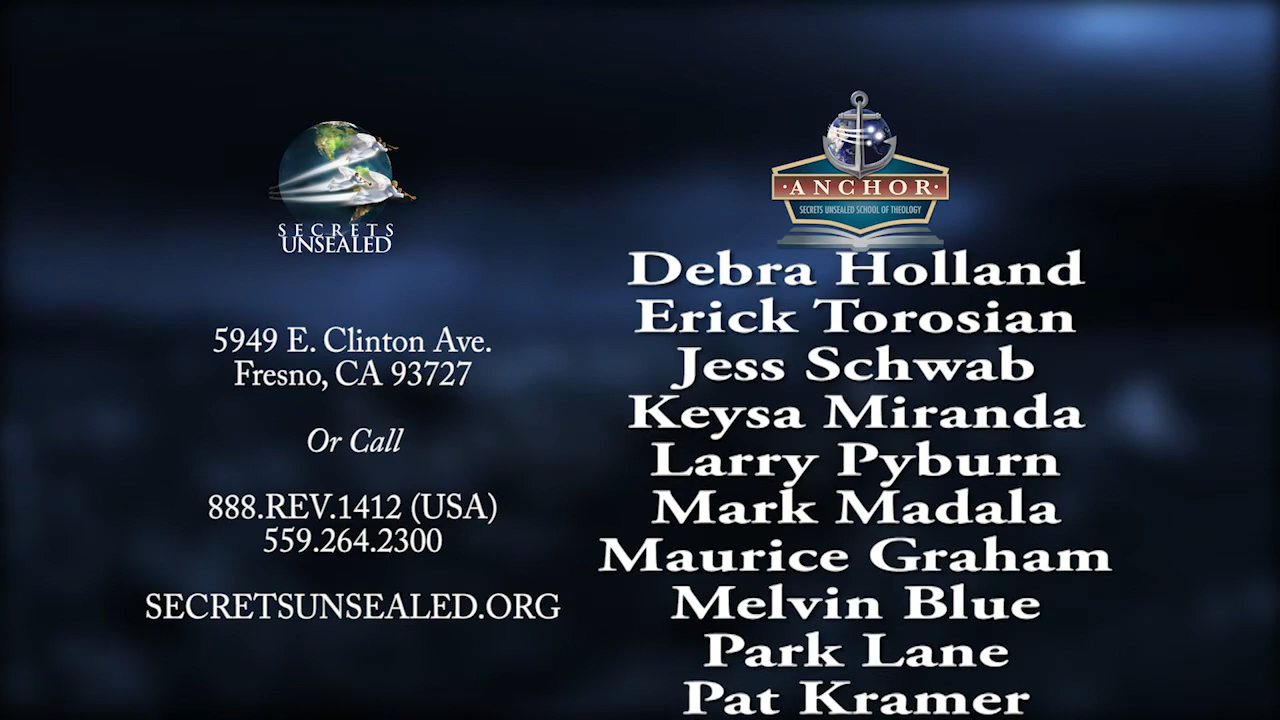 SECRETS
UNSEALED
5949 E. Clinton Ave.
Fresno, CA 93727
Or Call
888.REV.1412 (USA)
559.264.2300
SECRETSUNSEALED.ORG
·ANCHOR·
SECRETS UNSEALED SCHOOL OF THEOLOGY
Debra Holland
Erick Torosian
Jess Schwab
Keysa Miranda
Larry Pyburn
Mark Madala
Maurice Graham
Melvin Blue
Park Lane
Pat Kramer